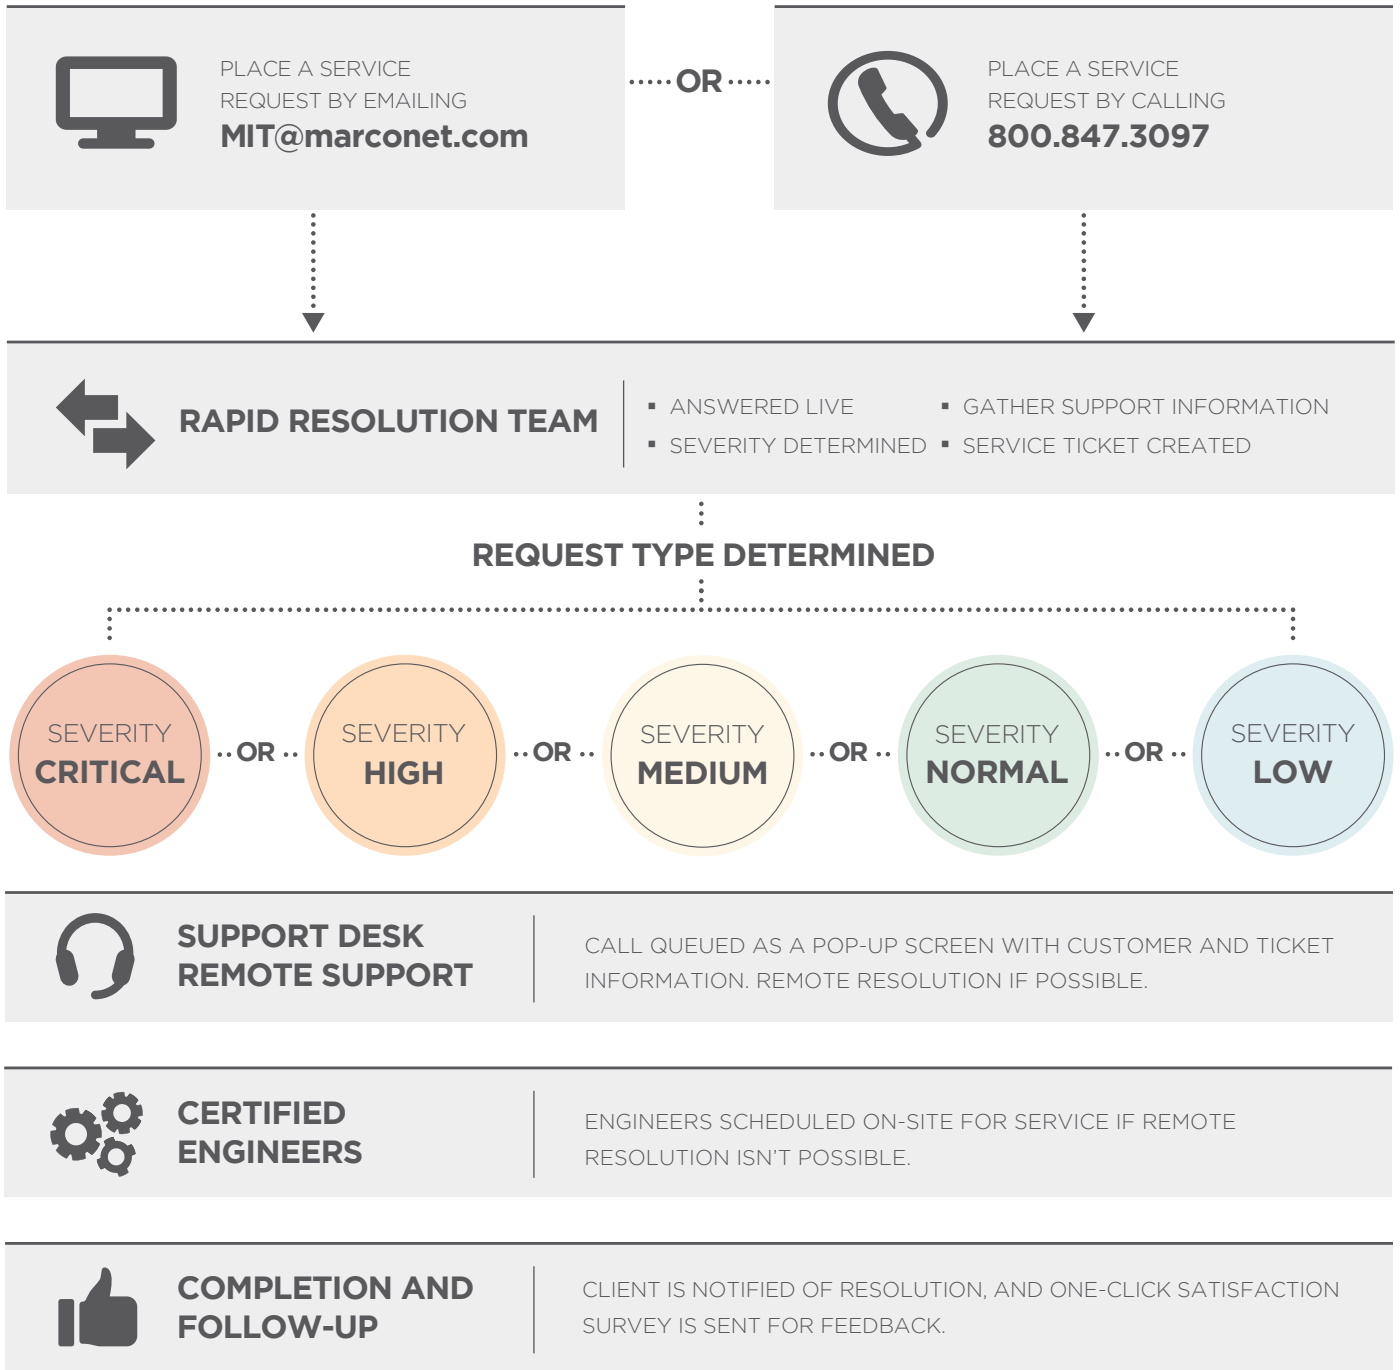 PLACE A SERVICE
REQUEST BY EMAILING
MIT@marconet.com
OR
PLACE A SERVICE
REQUEST BY CALLING
800.847.3097
RAPID RESOLUTION TEAM
▪ ANSWERED LIVE
▪ SEVERITY DETERMINED
▪ GATHER SUPPORT INFORMATION
▪ SERVICE TICKET CREATED
REQUEST TYPE DETERMINED
SEVERITY
CRITICAL
OR
SEVERITY
HIGH
OR
SEVERITY
MEDIUM
OR
SEVERITY
NORMAL
OR
SEVERITY
LOW
SUPPORT DESK
REMOTE SUPPORT
CALL QUEUED AS A POP-UP SCREEN WITH CUSTOMER AND TICKET
INFORMATION. REMOTE RESOLUTION IF POSSIBLE.
CERTIFIED
ENGINEERS
ENGINEERS SCHEDULED ON-SITE FOR SERVICE IF REMOTE
RESOLUTION ISN'T POSSIBLE.
COMPLETION AND
FOLLOW-UP
CLIENT IS NOTIFIED OF RESOLUTION, AND ONE-CLICK SATISFACTION
SURVEY IS SENT FOR FEEDBACK.